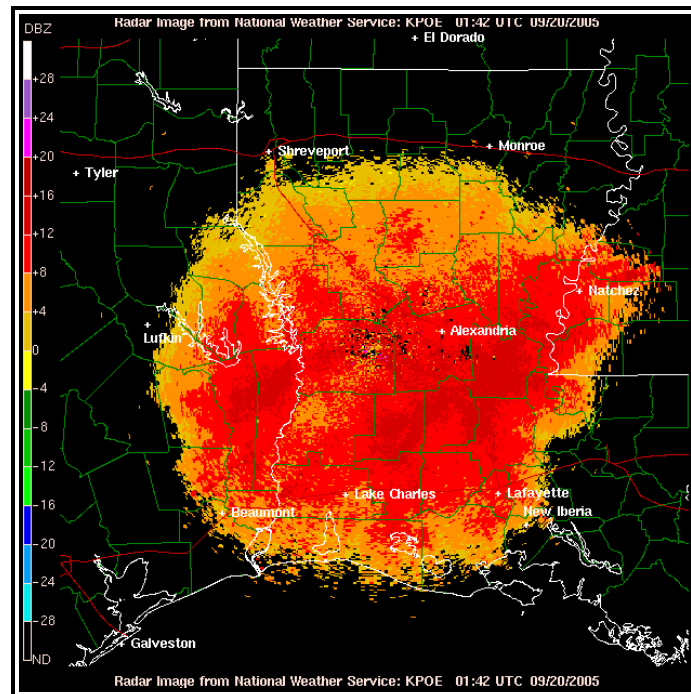 Radar Image from National Weather Service: KPOE 01:42 UTC 09/20/2005
DBZ
El Dorado
+28
+24
+20
+16
+12
+8
+4
0
-4
-8
-12
-16
-20
-24
-28
ND
Shreveport
Monroe
Tyler
Natchez
Lufkin
Alexandria
Lake Charles
Lafayette
Beaumont
New Iberia
Galveston
Radar Image from National Weather Service: KPOE 01:42 UTC 09/20/2005